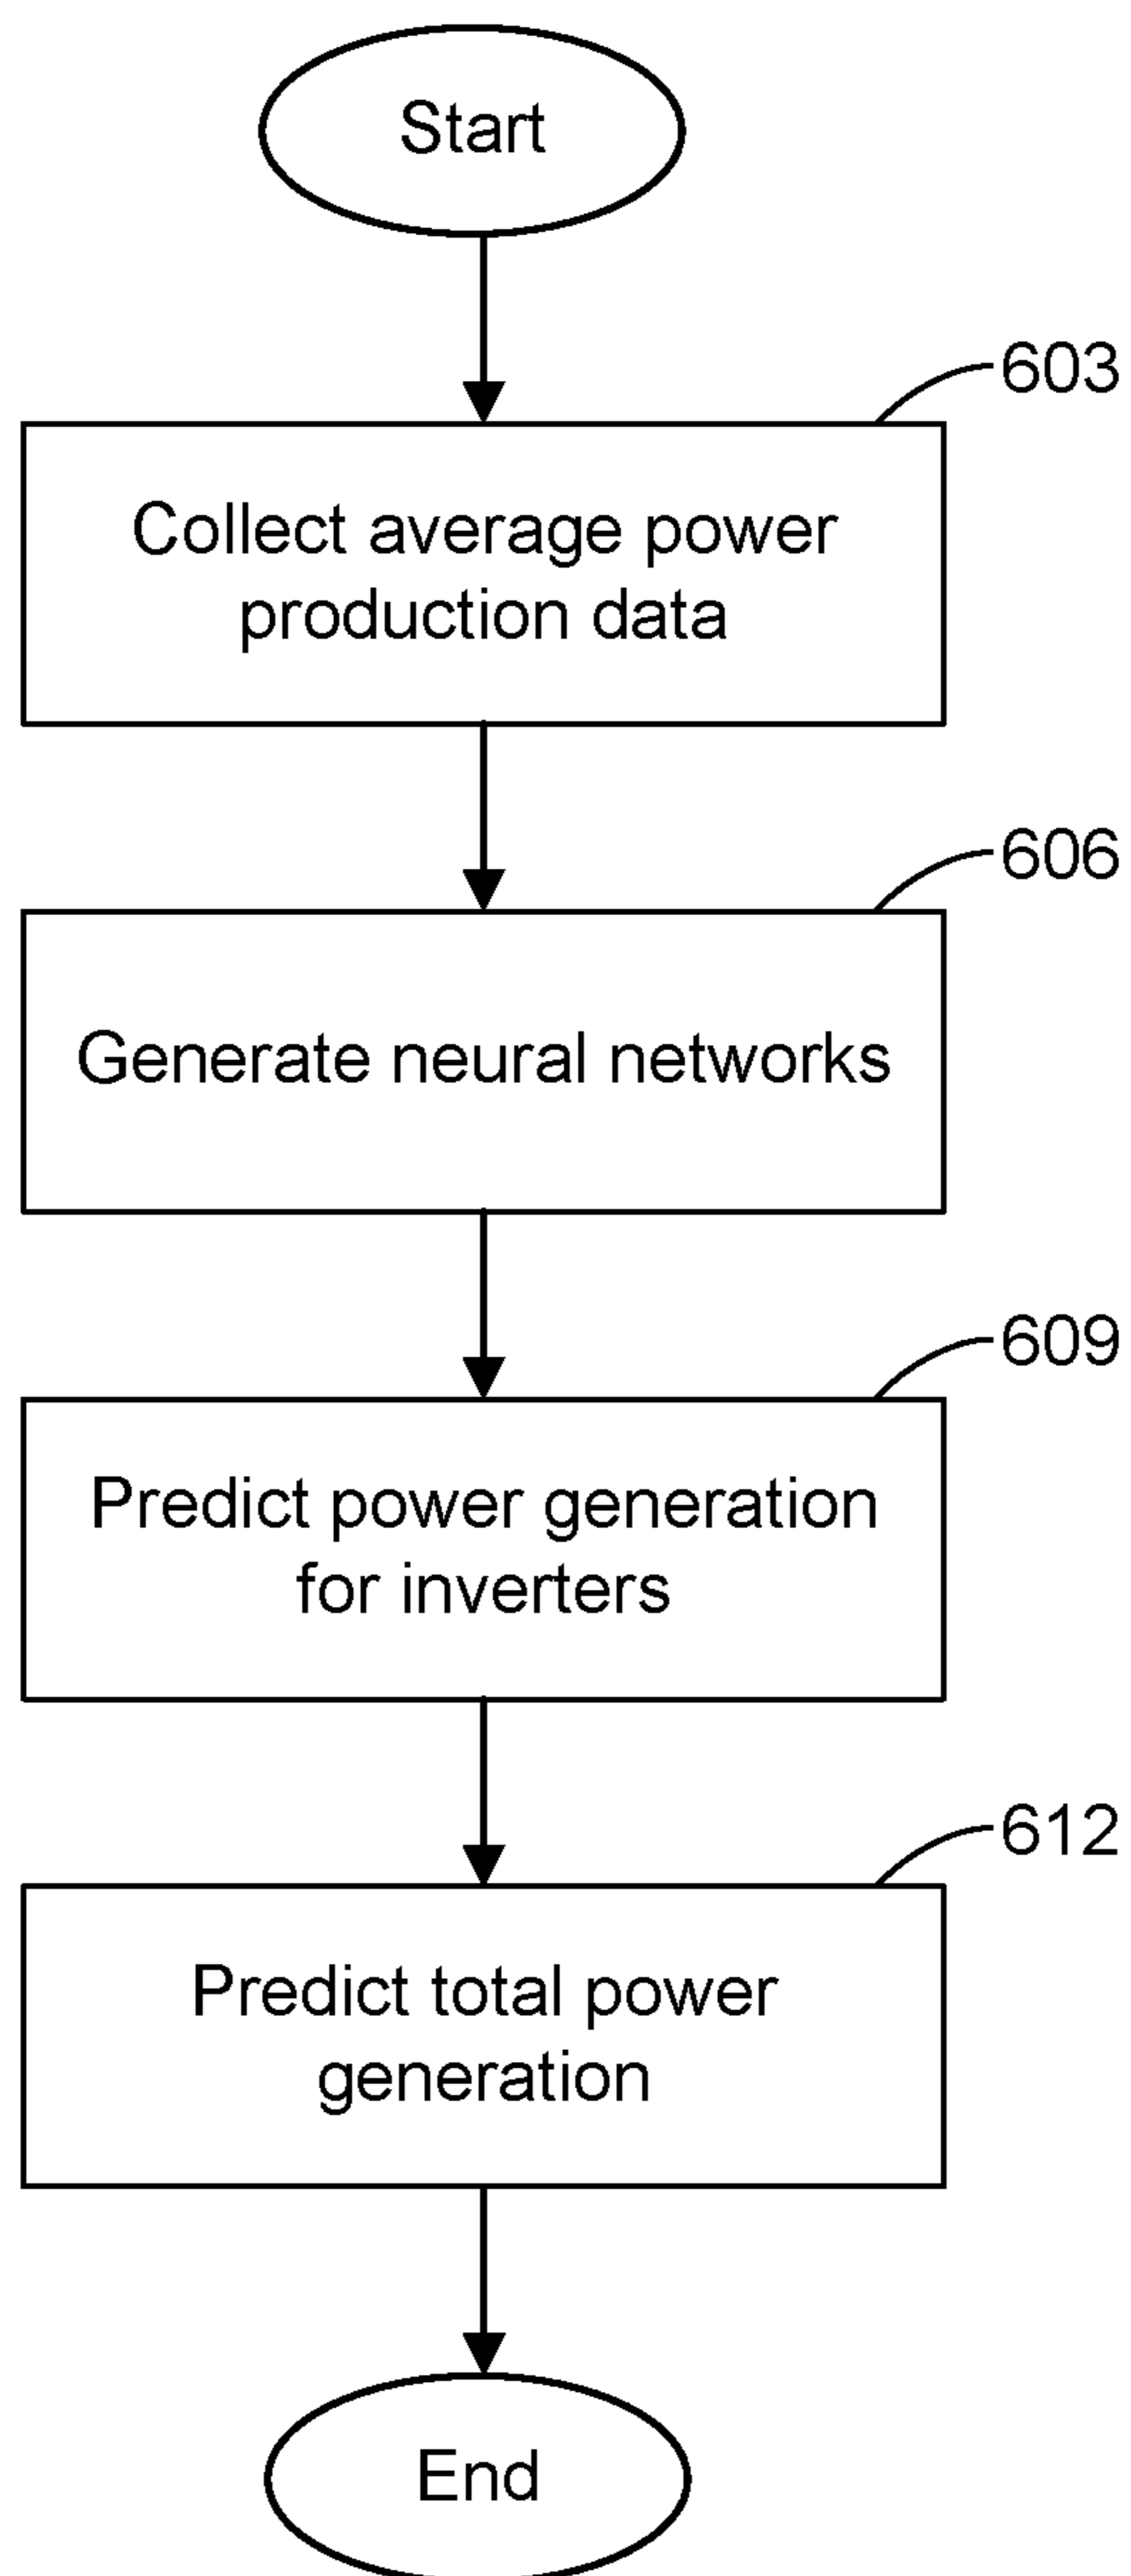 Start
603
Collect average power
production data
606
Generate neural networks
609
Predict power generation
for inverters
612
Predict total power
generation
End